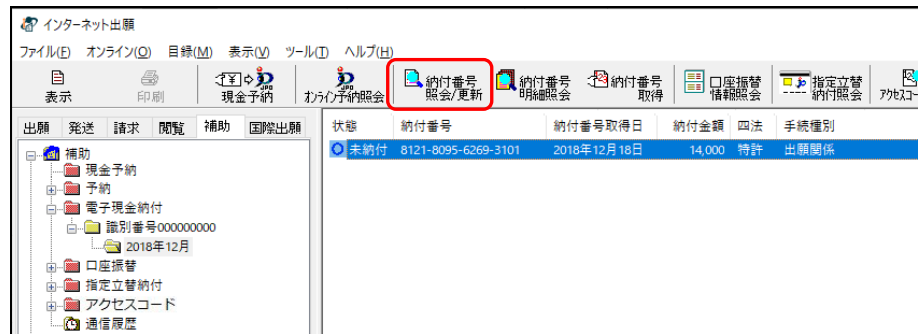 インターネット出願
ファイル(F) オンライン(O) 目録(M) 表示(V) ツール(T) ヘルプ(H)
表示
印刷
現金予納
オンライン予納照会
納付番号
照会/更新
納付番号
明細照会
納付番号
取得
口座振替
情報照会
指定立替
納付照会
アクセスコー
出願 発送 請求 閲覧 補助 国際出願
状態 納付番号 納付番号取得日 納付金額 四法 手続種別
未納付 8121-8095-6269-3101 2018年12月18日 14,000 特許 出願関係
補助
現金予納
予納
電子現金納付
識別番号000000000
2018年12月
口座振替
指定立替納付
アクセスコード
通信履歴